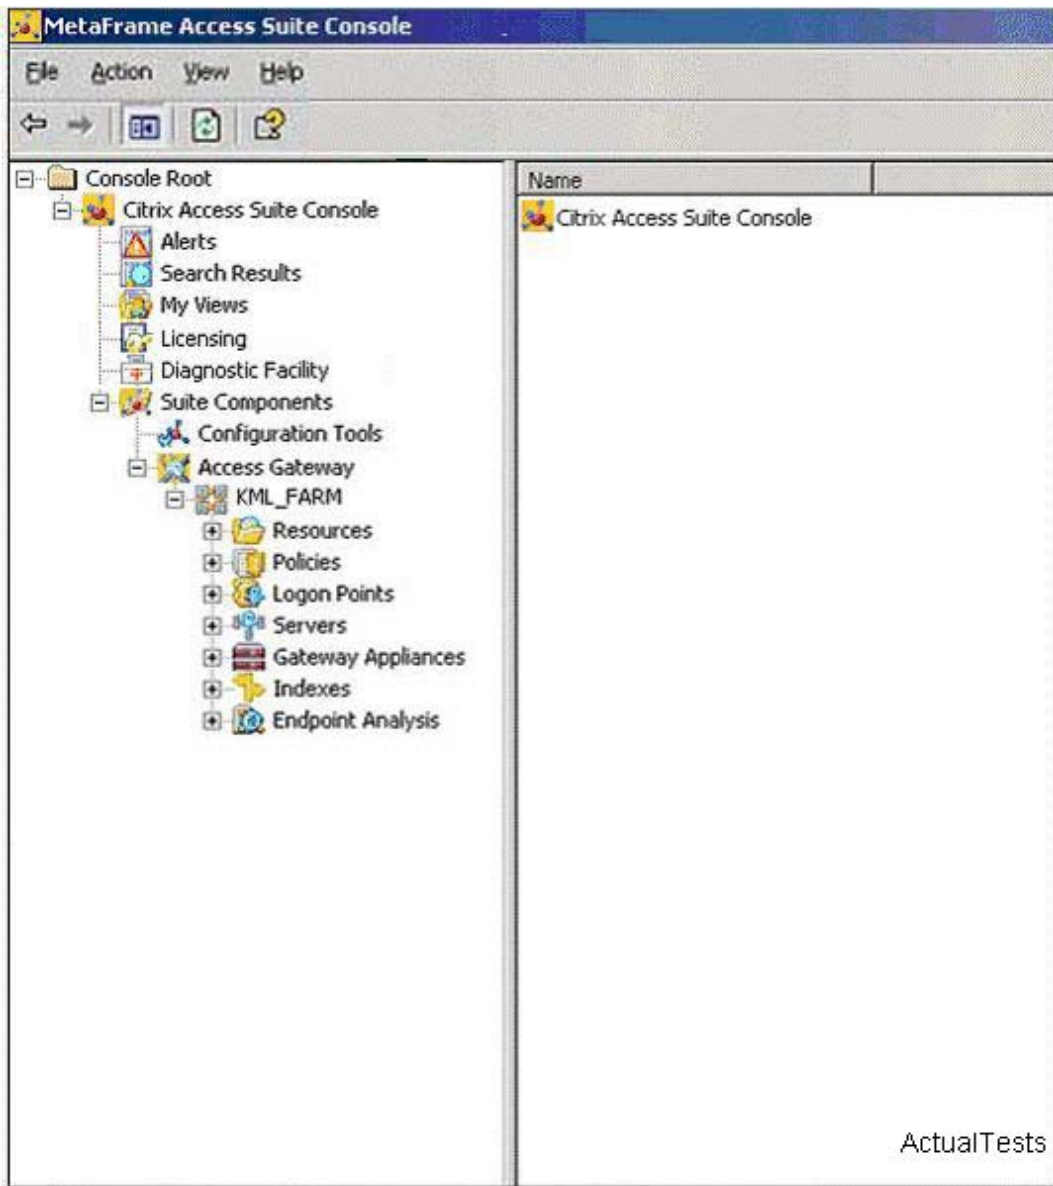 MetaFrame Access Suite Console
File Action View Help
Console Root
Citrix Access Suite Console
Alerts
Search Results
My Views
Licensing
Diagnostic Facility
Suite Components
Configuration Tools
Access Gateway
KML_FARM
Resources
Policies
Logon Points
Servers
Gateway Appliances
Indexes
Endpoint Analysis
Name
Citrix Access Suite Console
ActualTests